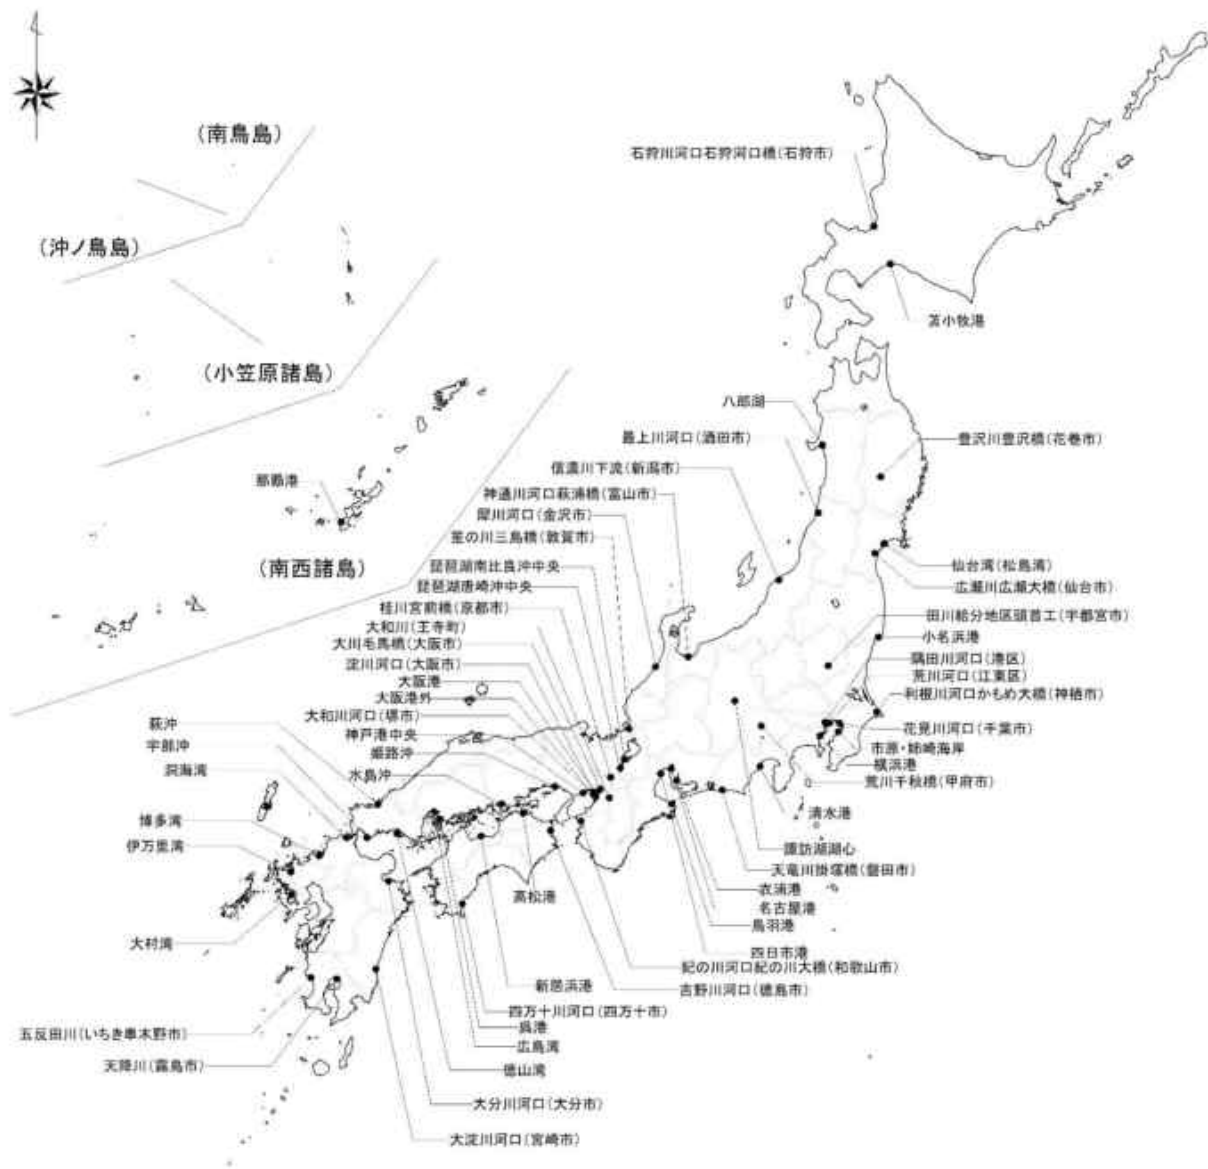 (南鳥島)
石狩川河口石狩河口橋(石狩市)
(沖ノ鳥島)
苫小牧港
(小笠原諸島)
八郎湖
最上川河口(酒田市)
豊沢川豊沢橋(花巻市)
信濃川下流(新潟市)
那覇港
神通川河口萩浦橋(富山市)
犀川河口(金沢市)
笙の川三島橋(敦賀市)
(南西諸島)
琵琶湖南比良沖中央
仙台湾(松島湾)
琵琶湖唐崎沖中央
広瀬川広瀬大橋(仙台市)
桂川宮前橋(京都市)
田川給分地区頭首工(宇都宮市)
大和川(王寺町)
小名浜港
大川毛馬橋(大阪市)
隅田川河口(港区)
淀川河口(大阪市)
荒川河口(江東区)
大阪港
利根川河口かもめ大橋(神栖市)
大阪港外
大和川河口(堺市)
萩沖
花見川河口(千葉市)
神戸港中央
宇部沖
市原・姉崎海岸
姫路沖
横浜港
洞海湾
水島沖
荒川千秋橋(甲府市)
清水港
博多湾
伊万里湾
諏訪湖湖心
天竜川掛塚橋(磐田市)
衣浦港
高松港
名古屋港
鳥羽港
大村湾
四日市港
紀の川河口紀の川大橋(和歌山市)
新居浜港
吉野川河口(徳島市)
四万十川河口(四万十市)
呉港
五反田川(いちき串木野市)
広島湾
天降川(霧島市)
徳山湾
大分川河口(大分市)
大淀川河口(宮崎市)